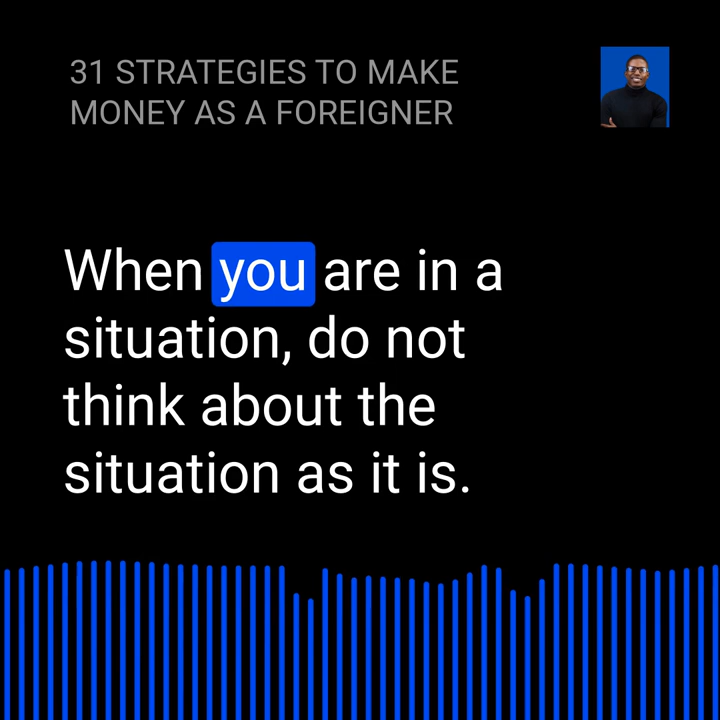 31 STRATEGIES TO MAKE
MONEY AS A FOREIGNER
When you are in a
situation, do not
think about the
situation as it is.